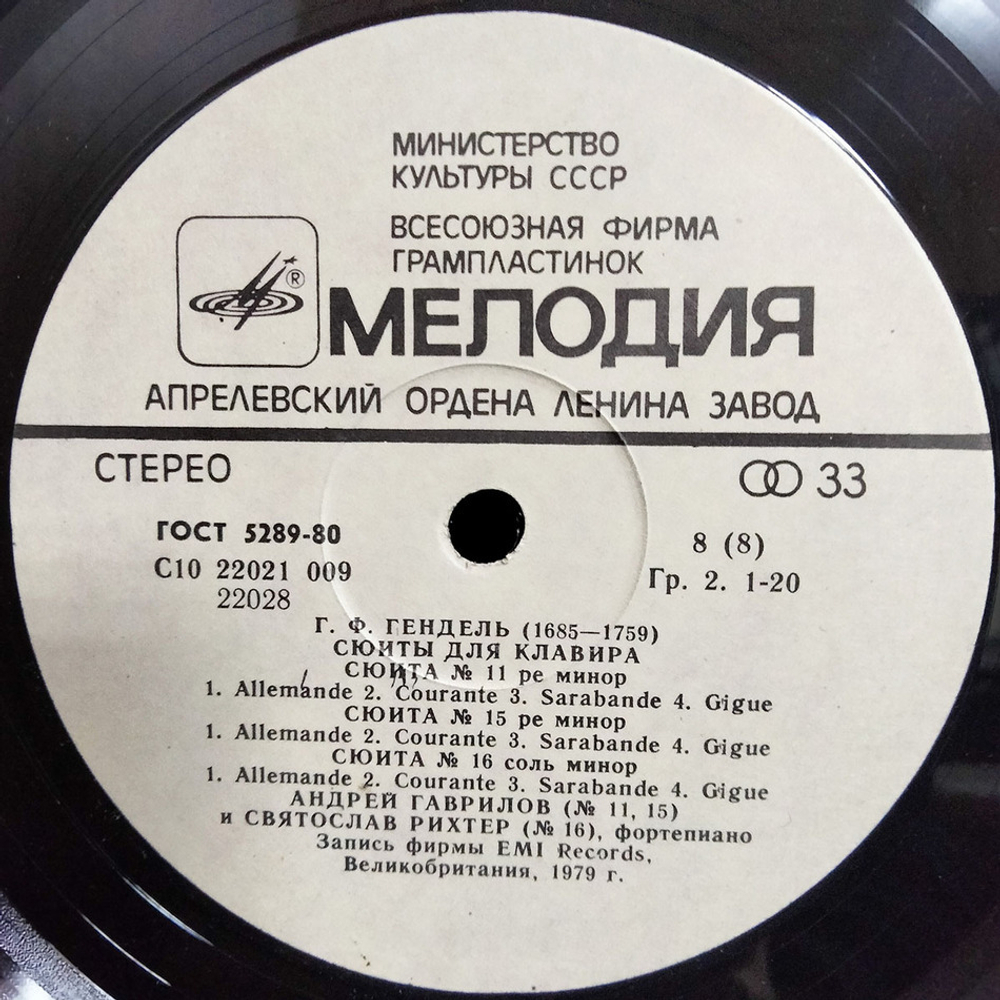 МИНИСТЕРСТВО
КУЛЬТУРЫ СССР
ВСЕСОЮЗНАЯ ФИРМА
ГРАМПЛАСТИНОК
®
МЕЛОДИЯ
АПРЕЛЕВСКИЙ ОРДЕНА ЛЕНИНА ЗАВОД
СТЕРЕО
33
ГОСТ 5289-80
8 (8)
С10 22021 009
Гр. 2. 1-20
22028
Г. Ф. ГЕНДЕЛЬ (1685—1759)
СЮИТЫ ДЛЯ КЛАВИРА
СЮИТА № 11 ре минор
1. Allemande 2. Courante 3. Sarabande 4. Gigue
СЮИТА № 15 ре минор
1. Allemande 2. Courante 3. Sarabande 4. Gigue
СЮИТА № 16 соль минор
1. Allemande 2. Courante 3. Sarabande 4. Gigue
АНДРЕЙ ГАВРИЛОВ (№ 11, 15)
и СВЯТОСЛАВ РИХТЕР (№ 16), фортепиано
Запись фирмы EMI Records,
Великобритания, 1979 г.